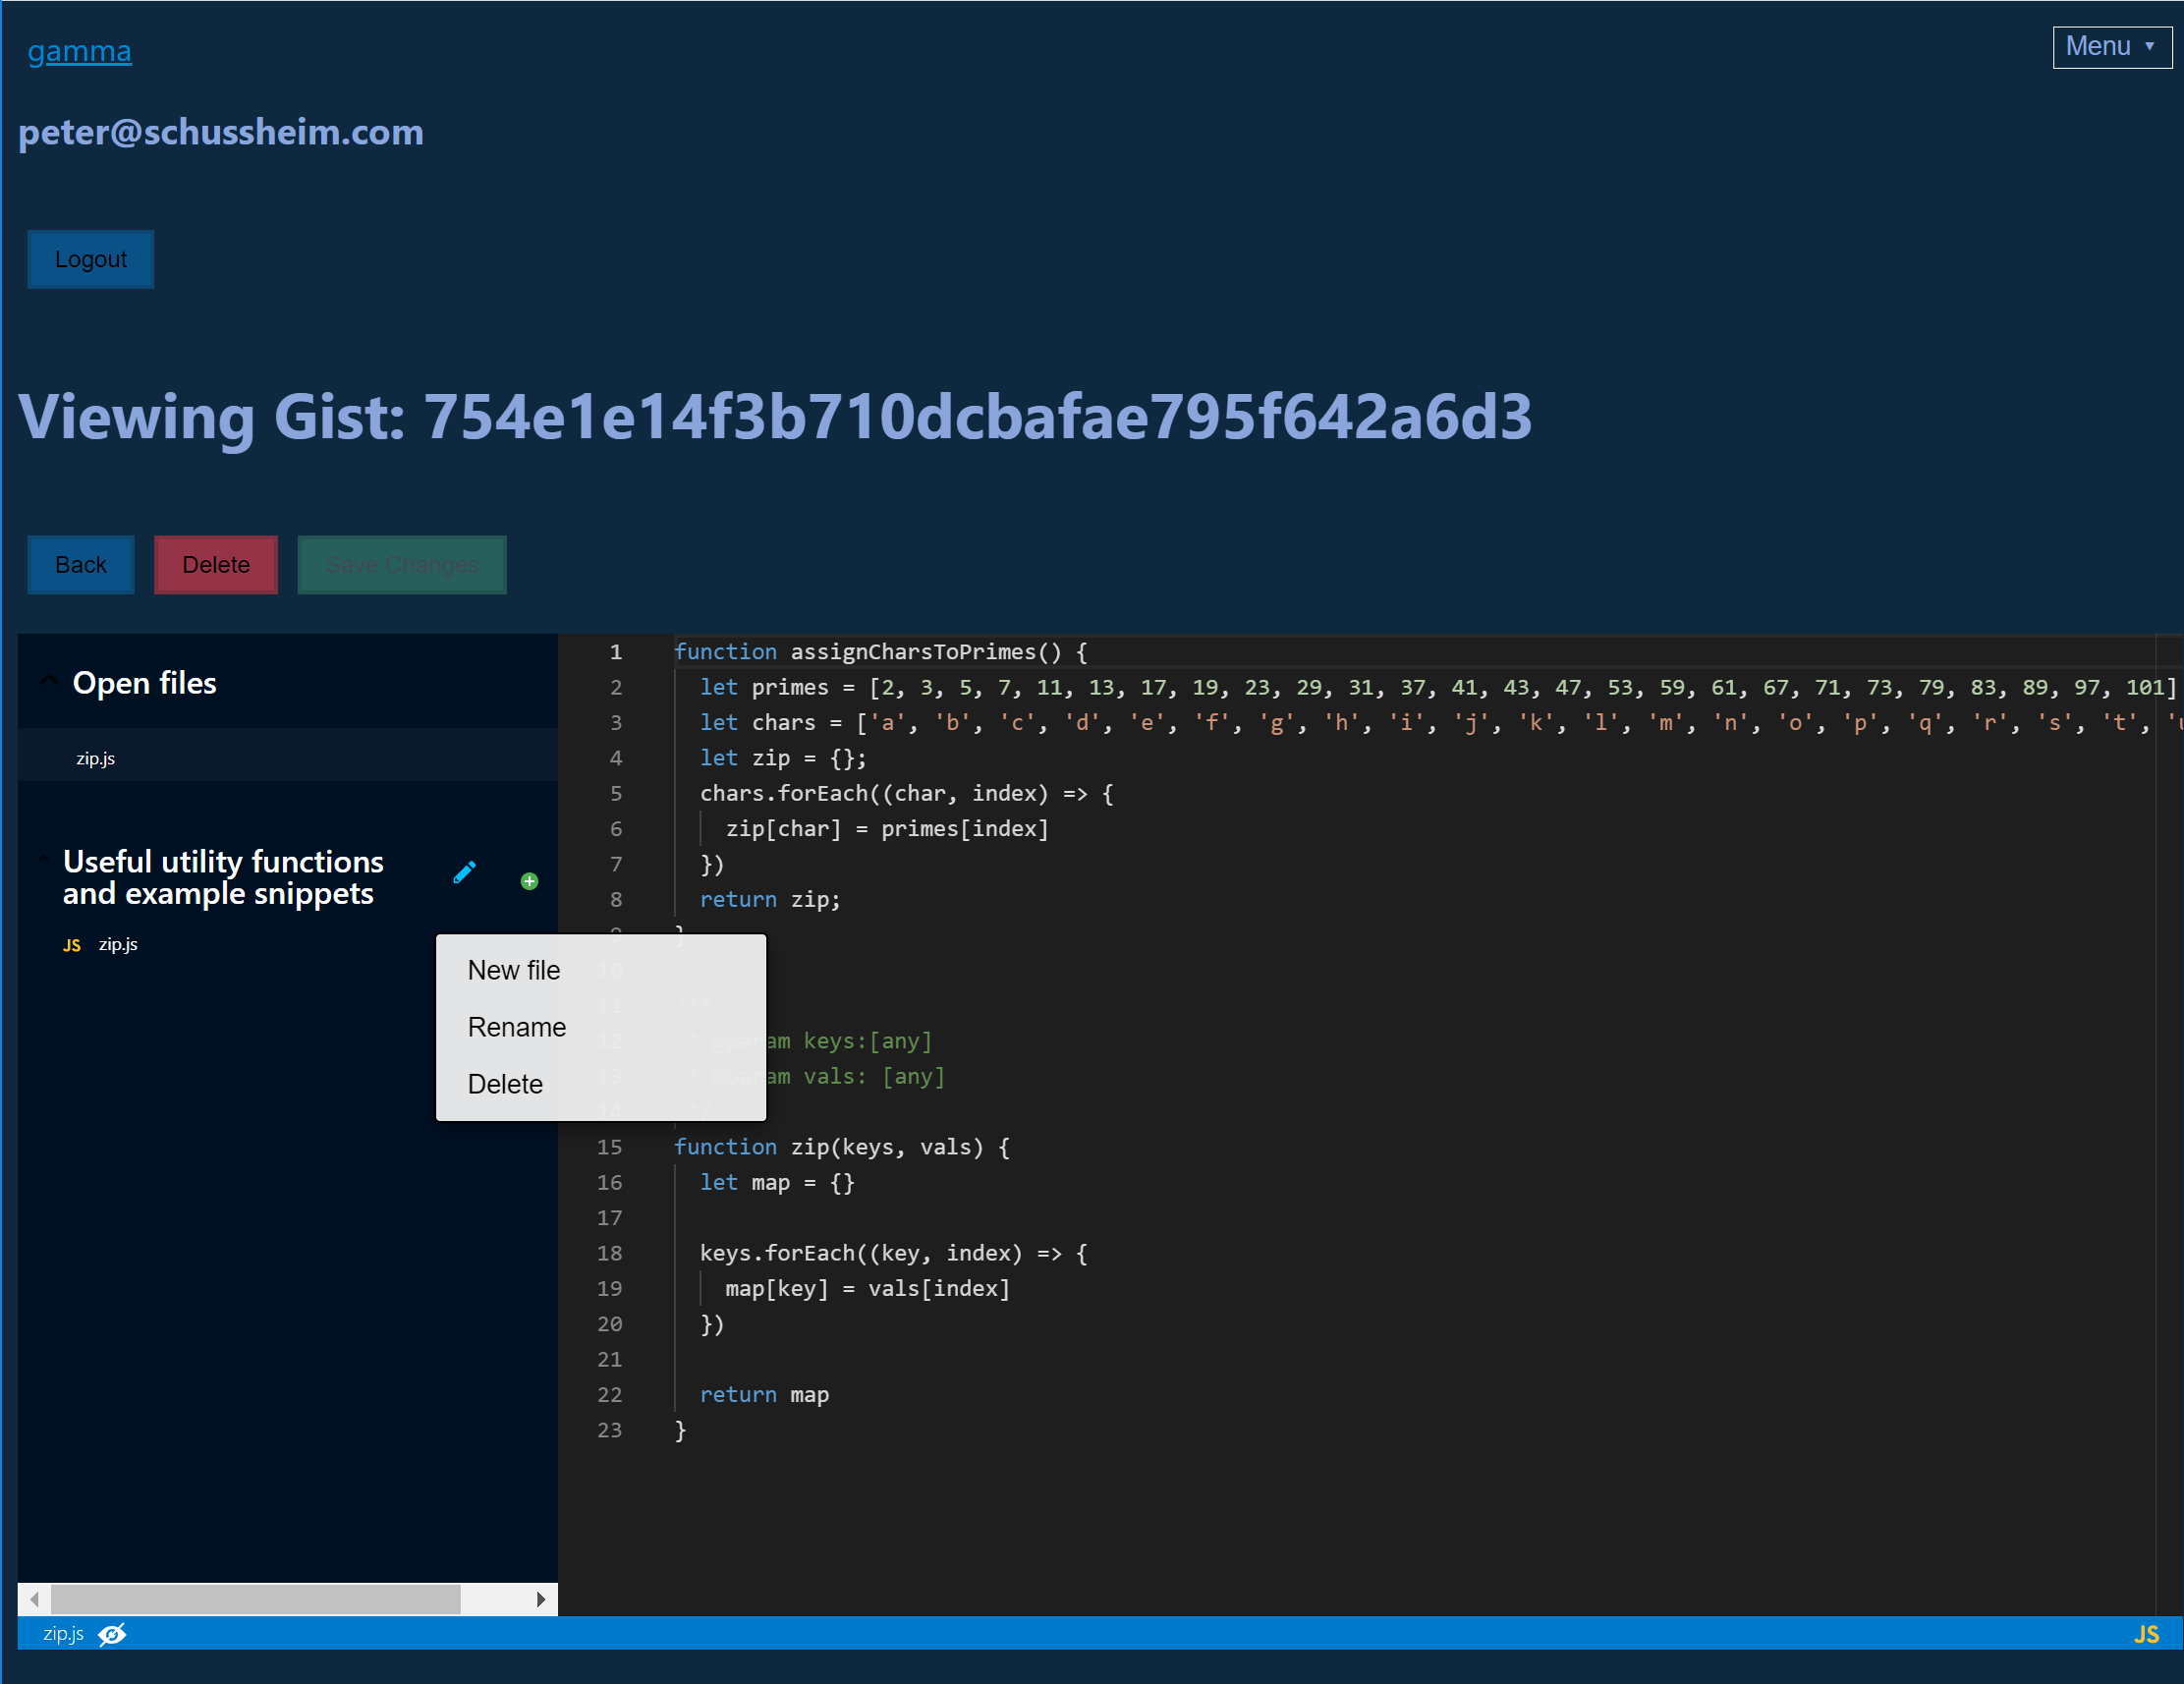 gamma
Menu ▼
peter@schussheim.com
Logout
Viewing Gist: 754e1e14f3b710dcbafae795f642a6d3
Back Delete Save Changes
Open files
zip.js
Useful utility functions
and example snippets
JS zip.js
New file
Rename
Delete
1 function assignCharsToPrimes() {
2 let primes = [2, 3, 5, 7, 11, 13, 17, 19, 23, 29, 31, 37, 41, 43, 47, 53, 59, 61, 67, 71, 73, 79, 83, 89, 97, 101]
3 let chars = ['a', 'b', 'c', 'd', 'e', 'f', 'g', 'h', 'i', 'j', 'k', 'l', 'm', 'n', 'o', 'p', 'q', 'r', 's', 't',
4 let zip = {};
5 chars.forEach((char, index) => {
6 zip[char] = primes[index]
7 })
8 return zip;
9 }
10
11 /**
12 * @param keys:[any]
13 * @param vals: [any]
14 */
15 function zip(keys, vals) {
16 let map = {}
17
18 keys.forEach((key, index) => {
19 map[key] = vals[index]
20 })
21
22 return map
23 }
zip.js
JS